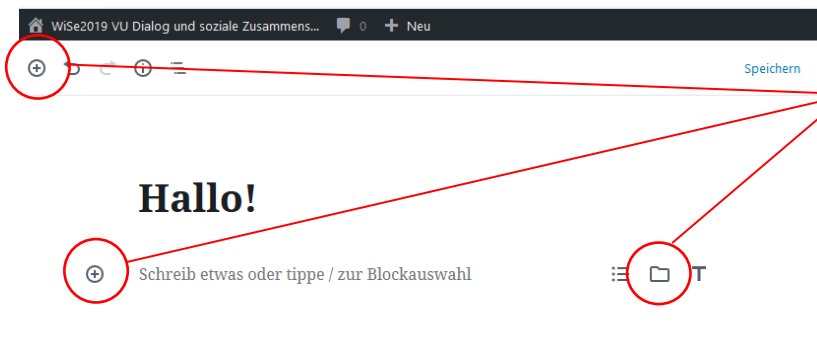 WiSe2019 VU Dialog und soziale Zusammens... 0 Neu
Speichern
Hallo!
Schreib etwas oder tippe / zur Blockauswahl